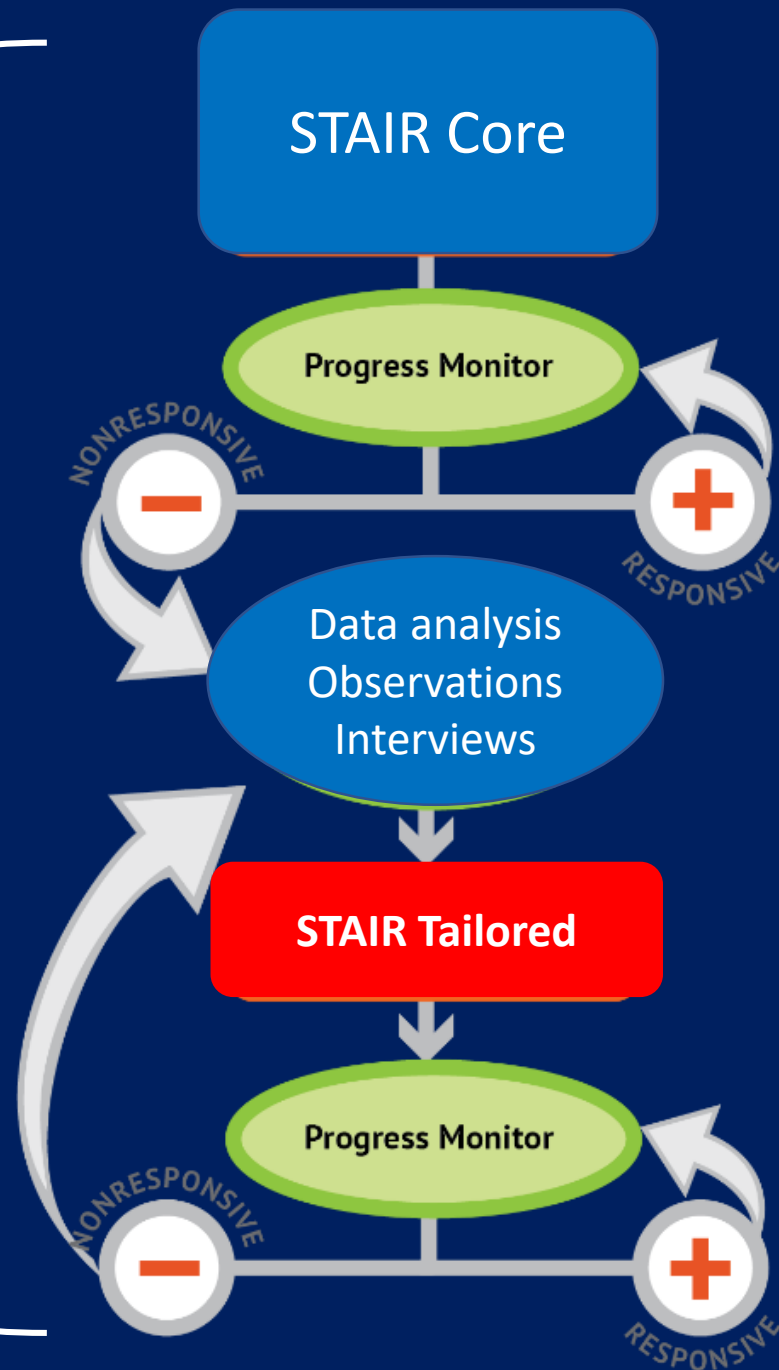 STAIR Core
Progress Monitor
NONRESPONSIVE
−
+
RESPONSIVE
Data analysis
Observations
Interviews
STAIR Tailored
Progress Monitor
NONRESPONSIVE
−
+
RESPONSIVE